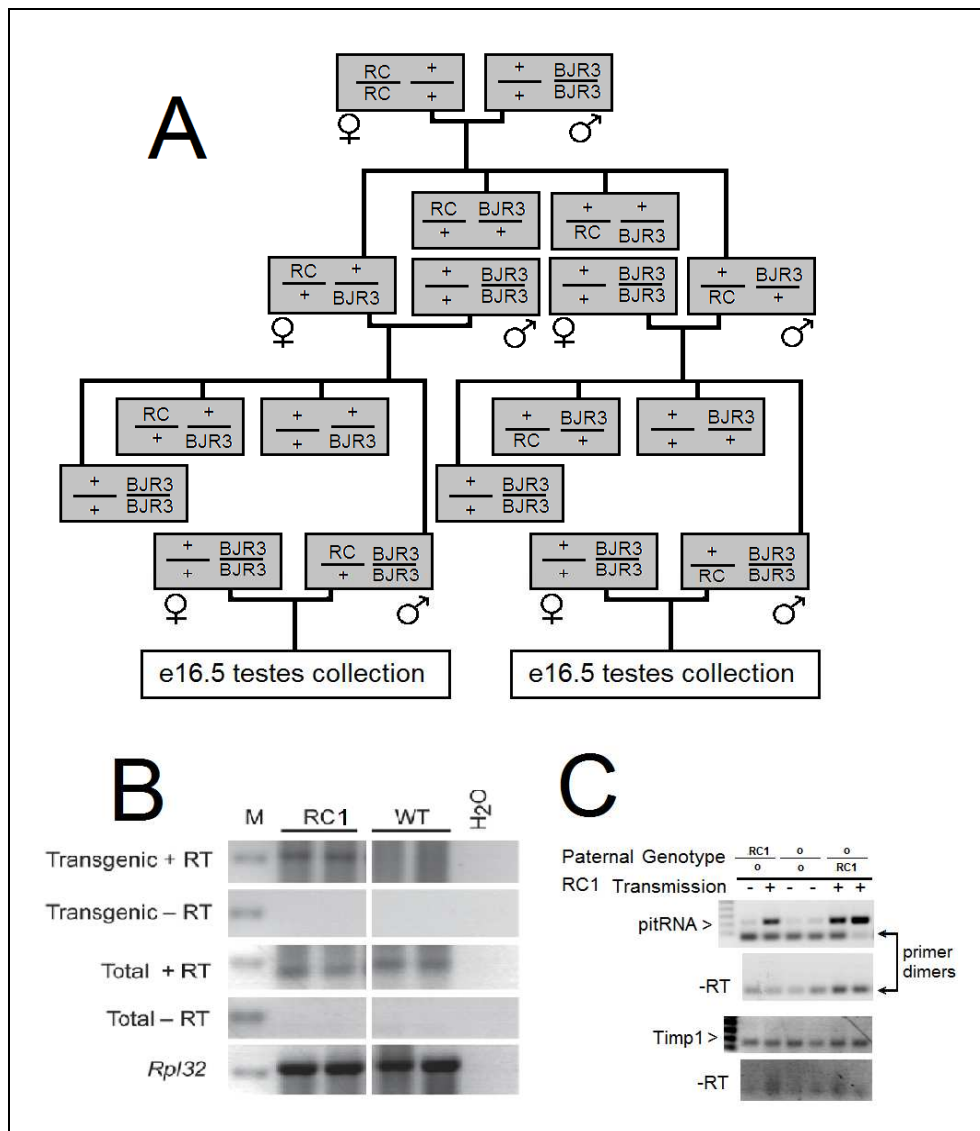 A
RC + + BJR3
RC + + BJR3
♀ ♂
RC BJR3 + +
+ + RC BJR3
RC + + BJR3 + BJR3 + BJR3
+ BJR3 + BJR3 + BJR3 RC +
♀ ♂ ♀ ♂
RC + + + + BJR3 + BJR3
+ BJR3 + BJR3 RC + + +
+ BJR3 + BJR3
+ BJR3 + BJR3
+ BJR3 RC BJR3 + BJR3 + BJR3
+ BJR3 + BJR3 + BJR3 RC BJR3
♀ ♂ ♀ ♂
e16.5 testes collection e16.5 testes collection
B
M RC1 WT H2O
Transgenic + RT
Transgenic – RT
Total + RT
Total – RT
Rpl32
C
Paternal Genotype RC1 o o
o o RC1
RC1 Transmission - + - - + +
pitRNA >
primer
dimers
-RT
Timp1 >
-RT